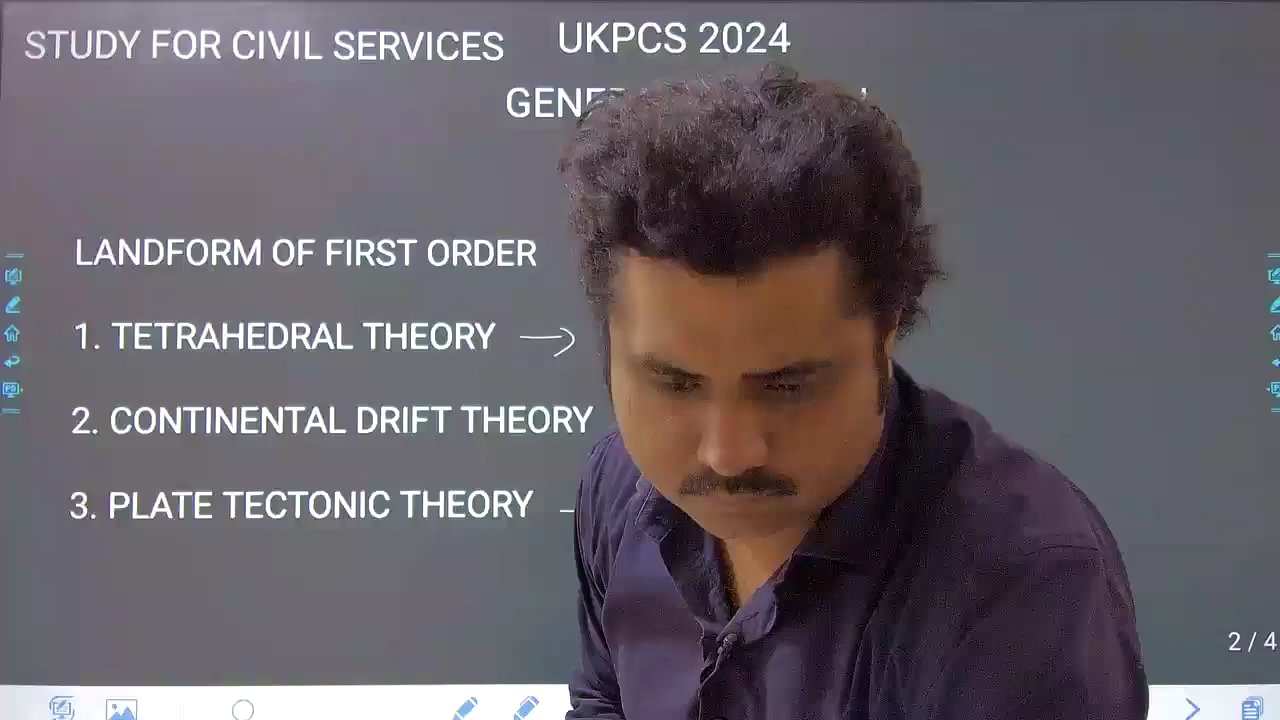 STUDY FOR CIVIL SERVICES
UKPCS 2024
LANDFORM OF FIRST ORDER
1. TETRAHEDRAL THEORY
2. CONTINENTAL DRIFT THEORY
3. PLATE TECTONIC THEORY
2 / 4